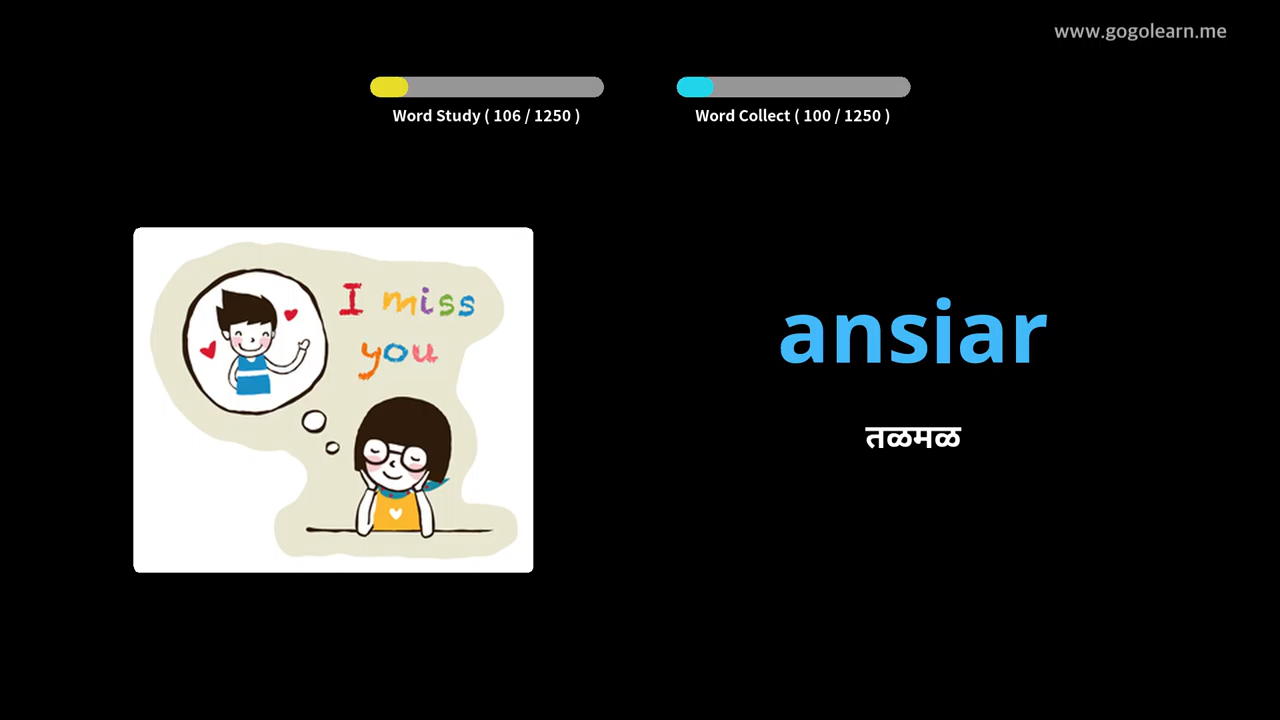 www.gogolearn.me
Word Study ( 106 / 1250 )
Word Collect ( 100 / 1250 )
I miss
you
ansiar
तळमळ